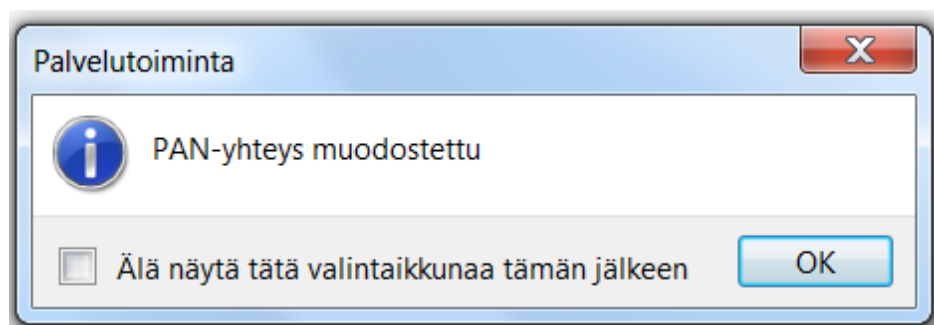 Palvelutoiminta
PAN-yhteys muodostettu
Älä näytä tätä valintaikkunaa tämän jälkeen
OK